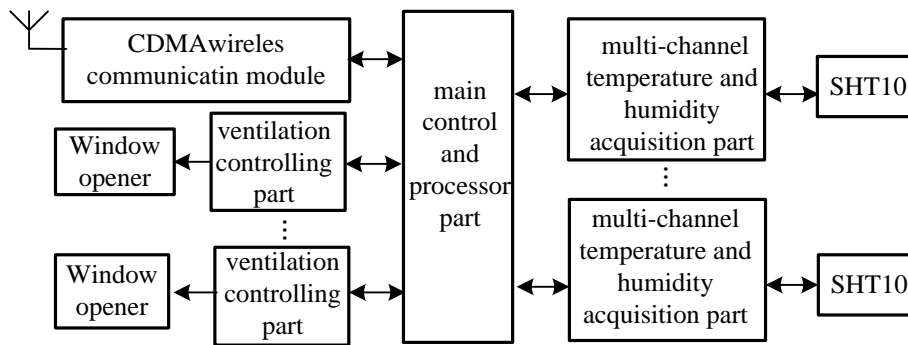 CDMAwireles
communicatin module
Window
opener
ventilation
controlling
part
Window
opener
ventilation
controlling
part
main
control
and
processor
part
multi-channel
temperature and
humidity
acquisition part
SHT10
multi-channel
temperature and
humidity
acquisition part
SHT10